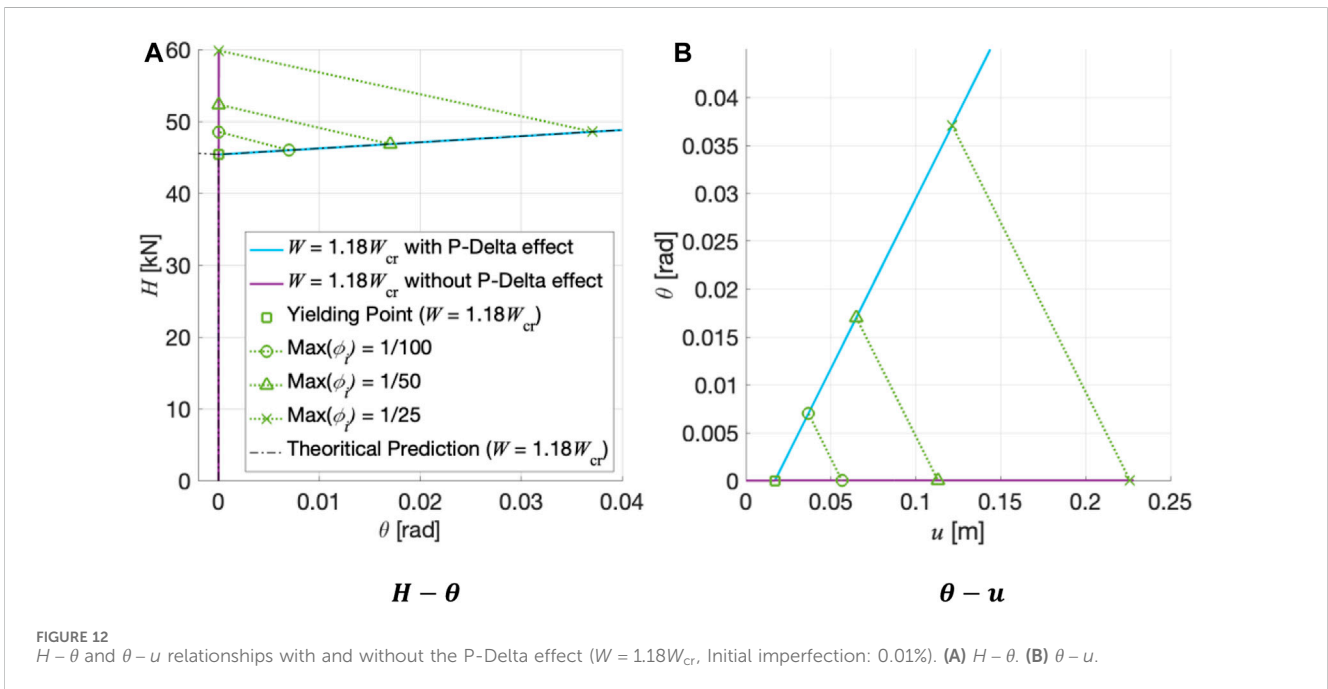 A
60
50
40
30
20
10
0
H [kN]
0
0.01
0.02
0.03
0.04
θ [rad]
W = 1.18W_cr with P-Delta effect
W = 1.18W_cr without P-Delta effect
Yielding Point (W = 1.18W_cr)
Max(ϕ_i) = 1/100
Max(ϕ_i) = 1/50
Max(ϕ_i) = 1/25
Theoritical Prediction (W = 1.18W_cr)
H – θ
B
0.04
0.035
0.03
0.025
0.02
0.015
0.01
0.005
0
θ [rad]
0
0.05
0.1
0.15
0.2
0.25
u [m]
θ – u
FIGURE 12
H – θ and θ – u relationships with and without the P-Delta effect (W = 1.18W_cr, Initial imperfection: 0.01%). (A) H – θ. (B) θ – u.